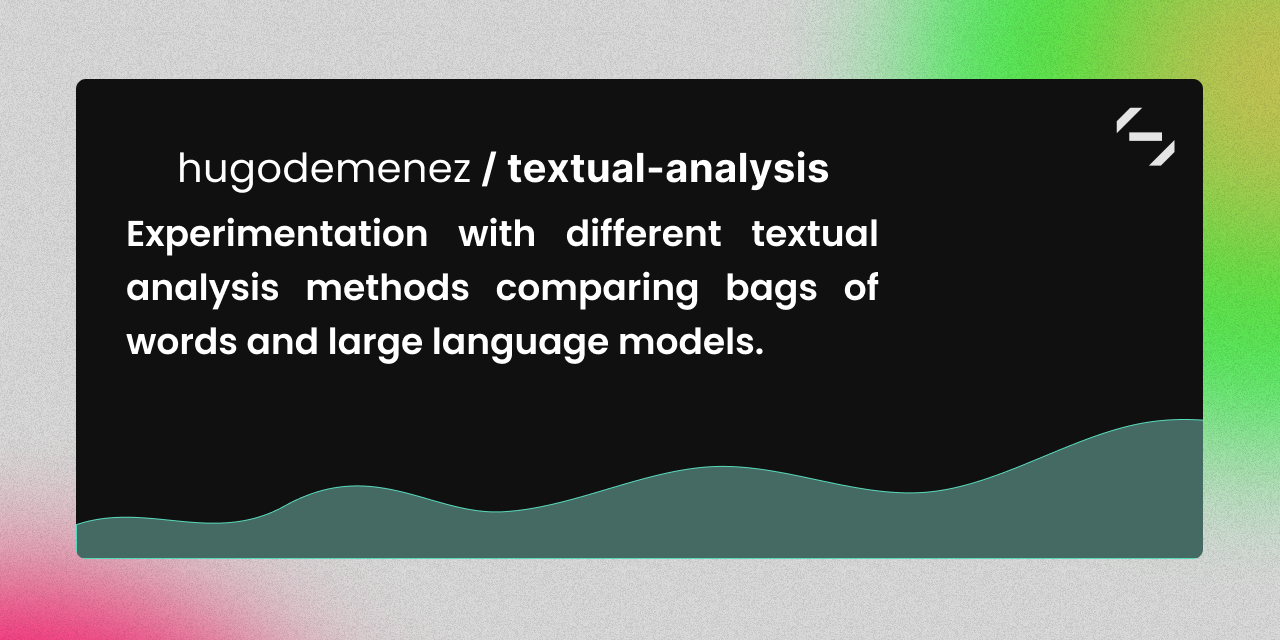 hugodemenez / textual-analysis
Experimentation with different textual
analysis methods comparing bags of
words and large language models.